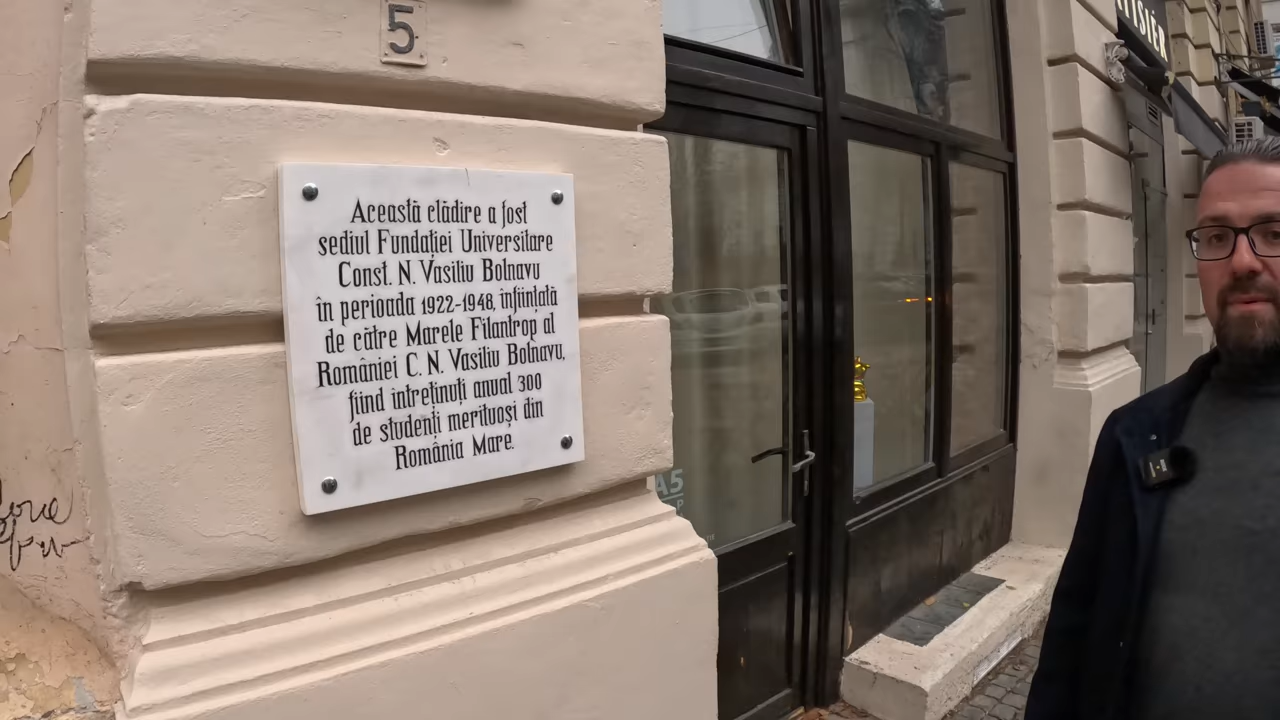 5
Această clădire a fost
sediul Fundației Universitare
Const. N. Vasiliu Bolnavu
în perioada 1922-1948, înființată
de către Marele Filantrop al
României C. N. Vasiliu Bolnavu,
fiind întreținuți anual 300
de studenți merituoși din
România Mare.
A5